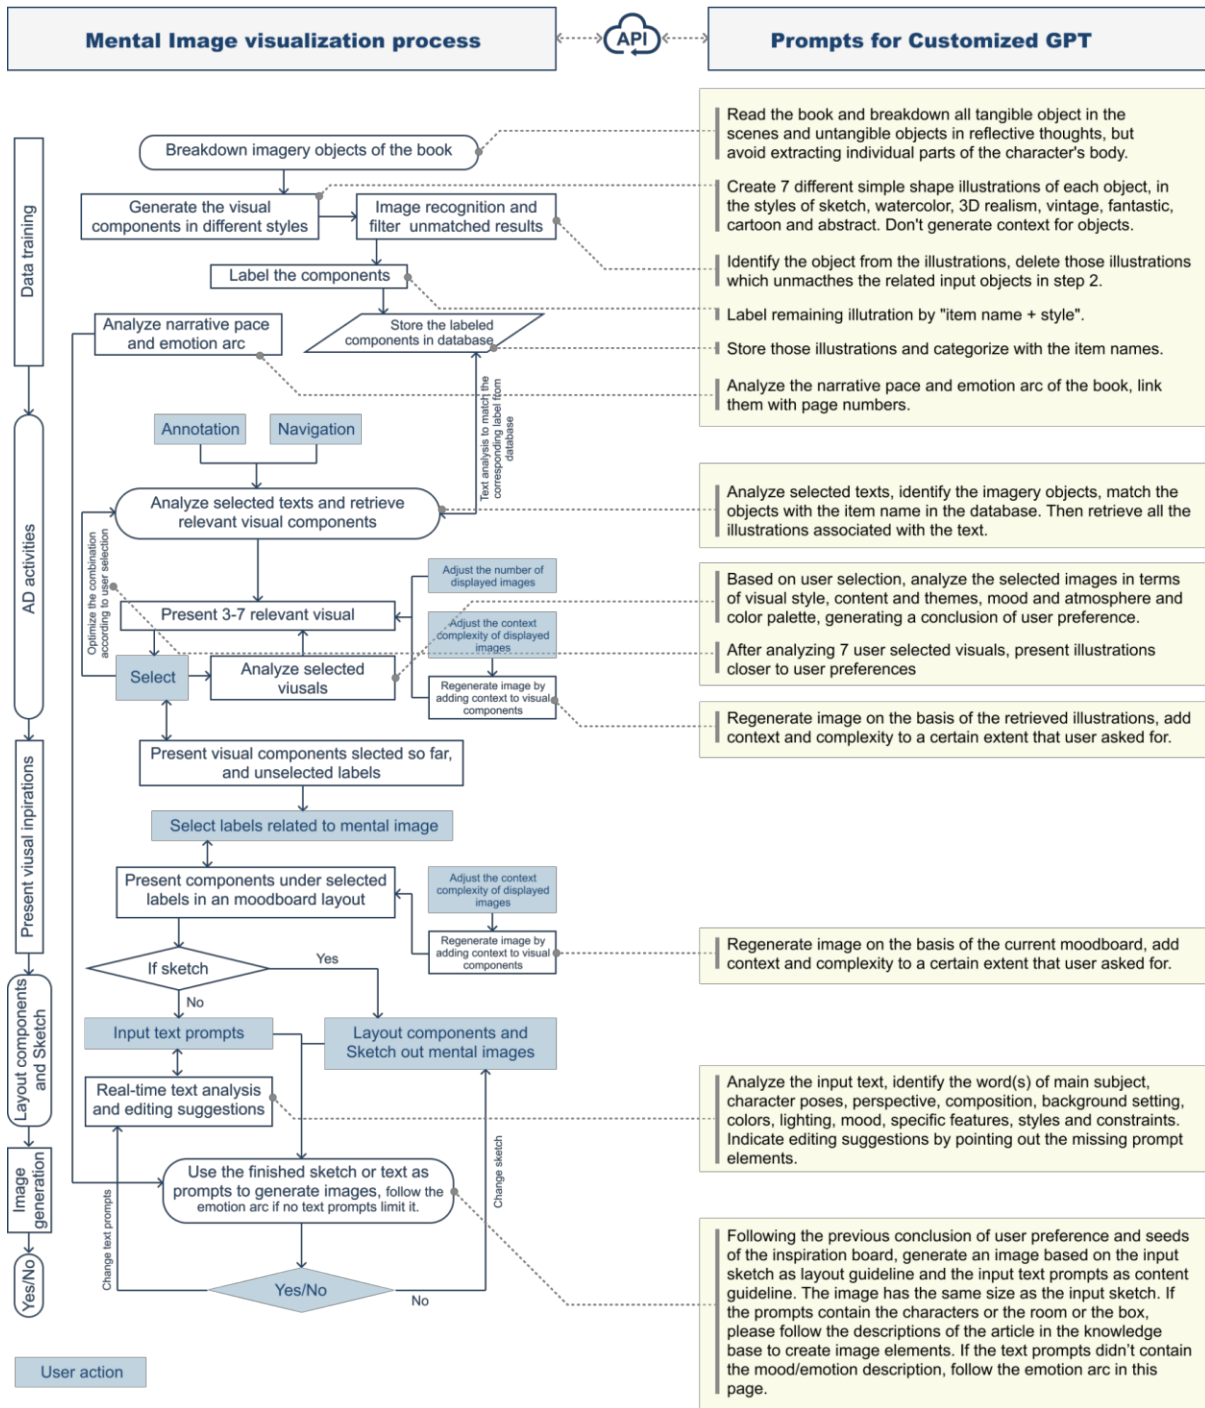 Mental Image visualization process
API
Prompts for Customized GPT
Data training
AD activities
Present viusal inpirations
Layout components
and Sketch
Image
generation
Yes/No
Breakdown imagery objects of the book
Generate the visual
components in different styles
Image recognition and
filter unmatched results
Label the components
Analyze narrative pace
and emotion arc
Store the labeled
components in database
Text analysis to match the
corresponding label from
database
Annotation
Navigation
Analyze selected texts and retrieve
relevant visual components
Optimize the combination
according to user selection
Adjust the number of
displayed images
Present 3-7 relevant visual
Adjust the context
complexity of displayed
images
Select
Analyze selected
viusals
Regenerate image by
adding context to visual
components
Present visual components slected so far,
and unselected labels
Select labels related to mental image
Present components under selected
labels in an moodboard layout
Adjust the context
complexity of displayed
images
Regenerate image by
adding context to visual
components
If sketch
Yes
No
Input text prompts
Layout components and
Sketch out mental images
Real-time text analysis
and editing suggestions
Use the finished sketch or text as
prompts to generate images, follow the
emotion arc if no text prompts limit it.
Change text prompts
Change sketch
Yes/No
No
User action
Read the book and breakdown all tangible object in the
scenes and untangible objects in reflective thoughts, but
avoid extracting individual parts of the character's body.
Create 7 different simple shape illustrations of each object, in
the styles of sketch, watercolor, 3D realism, vintage, fantastic,
cartoon and abstract. Don't generate context for objects.
Identify the object from the illustrations, delete those illustrations
which unmacthes the related input objects in step 2.
Label remaining illutration by "item name + style".
Store those illustrations and categorize with the item names.
Analyze the narrative pace and emotion arc of the book, link
them with page numbers.
Analyze selected texts, identify the imagery objects, match the
objects with the item name in the database. Then retrieve all the
illustrations associated with the text.
Based on user selection, analyze the selected images in terms
of visual style, content and themes, mood and atmosphere and
color palette, generating a conclusion of user preference.
After analyzing 7 user selected visuals, present illustrations
closer to user preferences
Regenerate image on the basis of the retrieved illustrations, add
context and complexity to a certain extent that user asked for.
Regenerate image on the basis of the current moodboard, add
context and complexity to a certain extent that user asked for.
Analyze the input text, identify the word(s) of main subject,
character poses, perspective, composition, background setting,
colors, lighting, mood, specific features, styles and constraints.
Indicate editing suggestions by pointing out the missing prompt
elements.
Following the previous conclusion of user preference and seeds
of the inspiration board, generate an image based on the input
sketch as layout guideline and the input text prompts as content
guideline. The image has the same size as the input sketch. If
the prompts contain the characters or the room or the box,
please follow the descriptions of the article in the knowledge
base to create image elements. If the text prompts didn't contain
the mood/emotion description, follow the emotion arc in this
page.